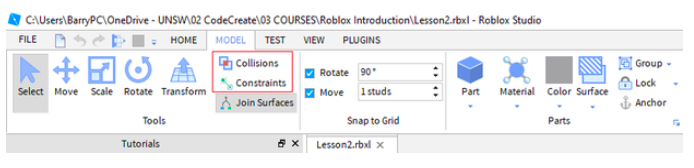 C:\Users\BarryPC\OneDrive - UNSW\02 CodeCreate\03 COURSES\Roblox Introduction\Lesson2.rbxl - Roblox Studio
FILE HOME MODEL TEST VIEW PLUGINS
Collisions
Constraints
Join Surfaces
Select Move Scale Rotate Transform
Tools
Rotate 90°
Move 1 studs
Snap to Grid
Part Material Color Surface
Group
Lock
Anchor
Parts
Tutorials
Lesson2.rbxl ×